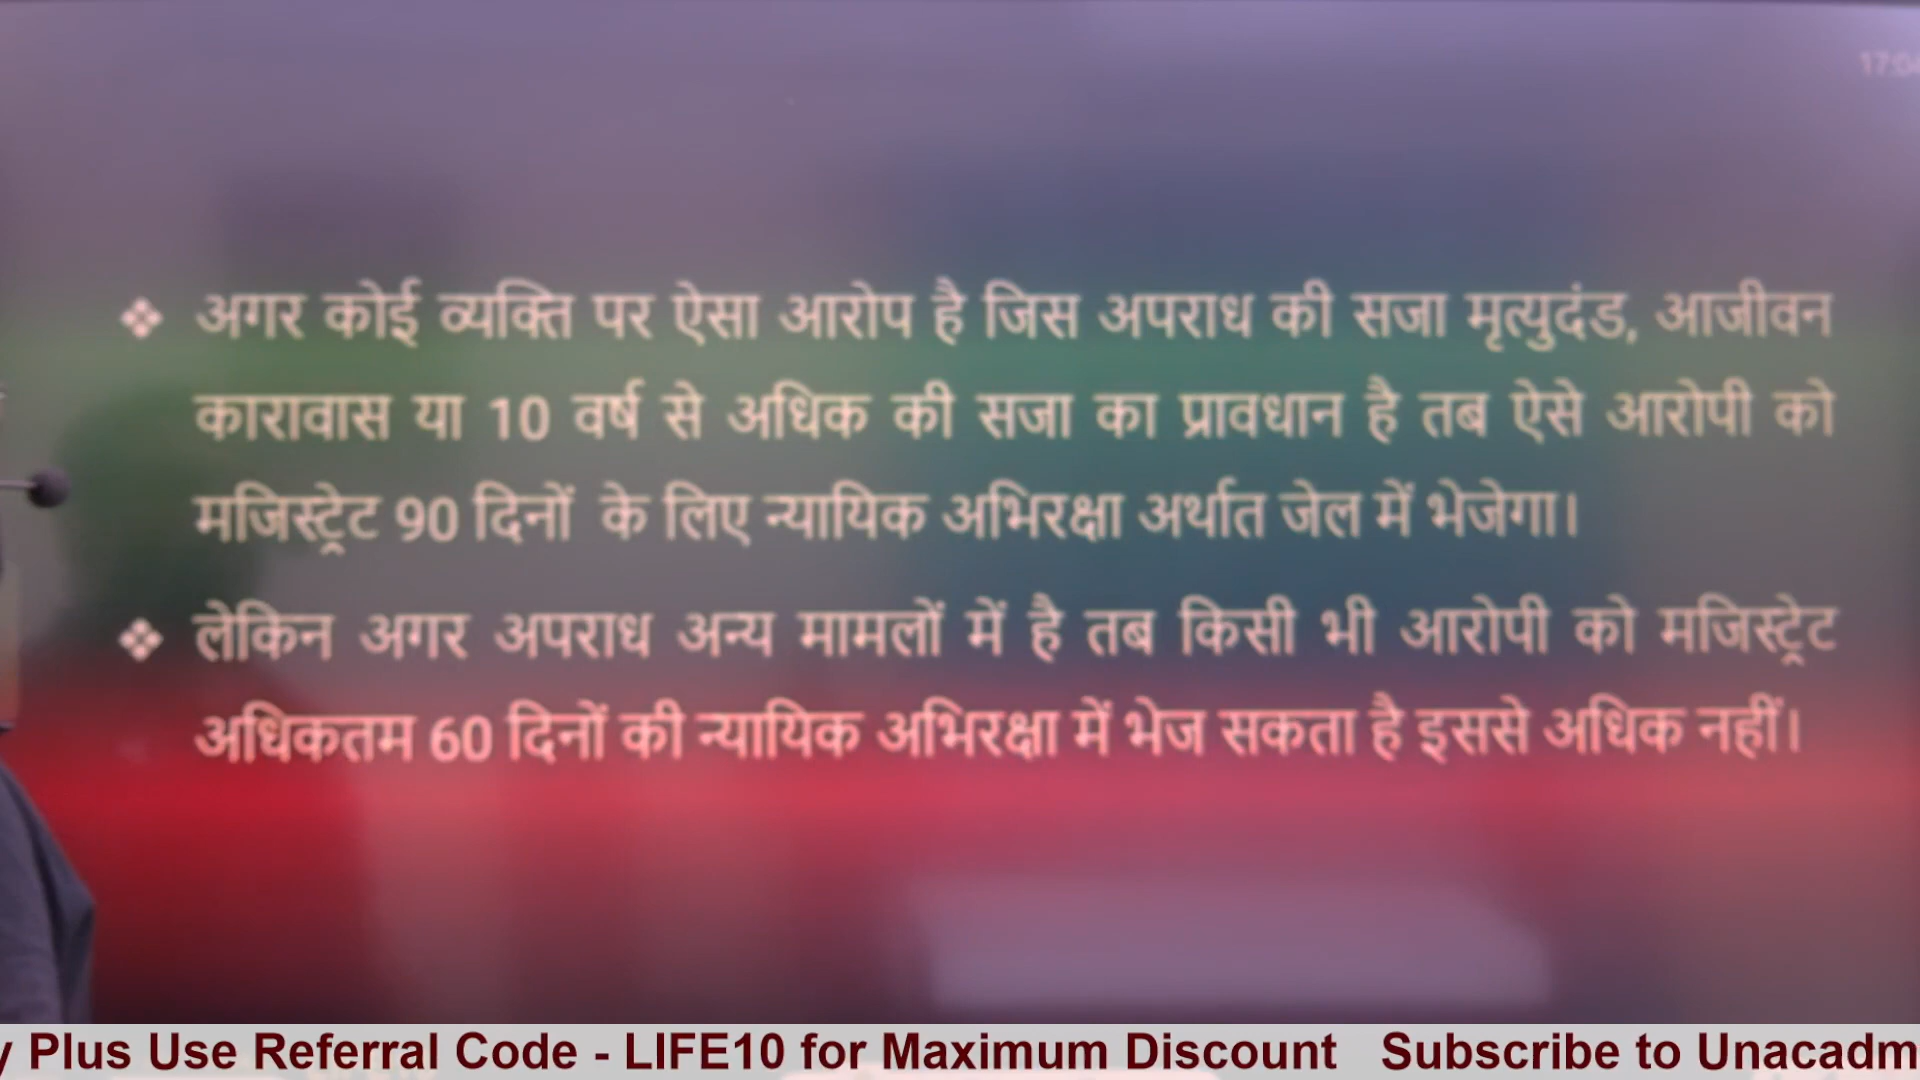 17:04
❖ अगर कोई व्यक्ति पर ऐसा आरोप है जिस अपराध की सजा मृत्युदंड, आजीवन
कारावास या 10 वर्ष से अधिक की सजा का प्रावधान है तब ऐसे आरोपी को
मजिस्ट्रेट 90 दिनों के लिए न्यायिक अभिरक्षा अर्थात जेल में भेजेगा।
❖ लेकिन अगर अपराध अन्य मामलों में है तब किसी भी आरोपी को मजिस्ट्रेट
अधिकतम 60 दिनों की न्यायिक अभिरक्षा में भेज सकता है इससे अधिक नहीं।
y Plus Use Referral Code - LIFE10 for Maximum Discount Subscribe to Unacadm